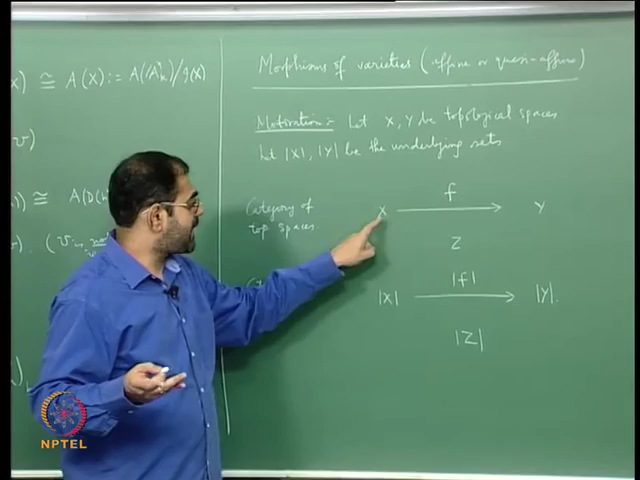 x) ≅ A(X) := A(𝔸ⁿₖ)/𝓘(X)
v)
x) ≅ A(D(
(v
Morphisms of varieties (affine or quasi-affine)
Motivation:- Let X, Y be topological spaces
Let |X|, |Y| be the underlying sets
f
Category of X → Y
top spaces.
Z
|f|
|X| → |Y|.
|Z|
NPTEL